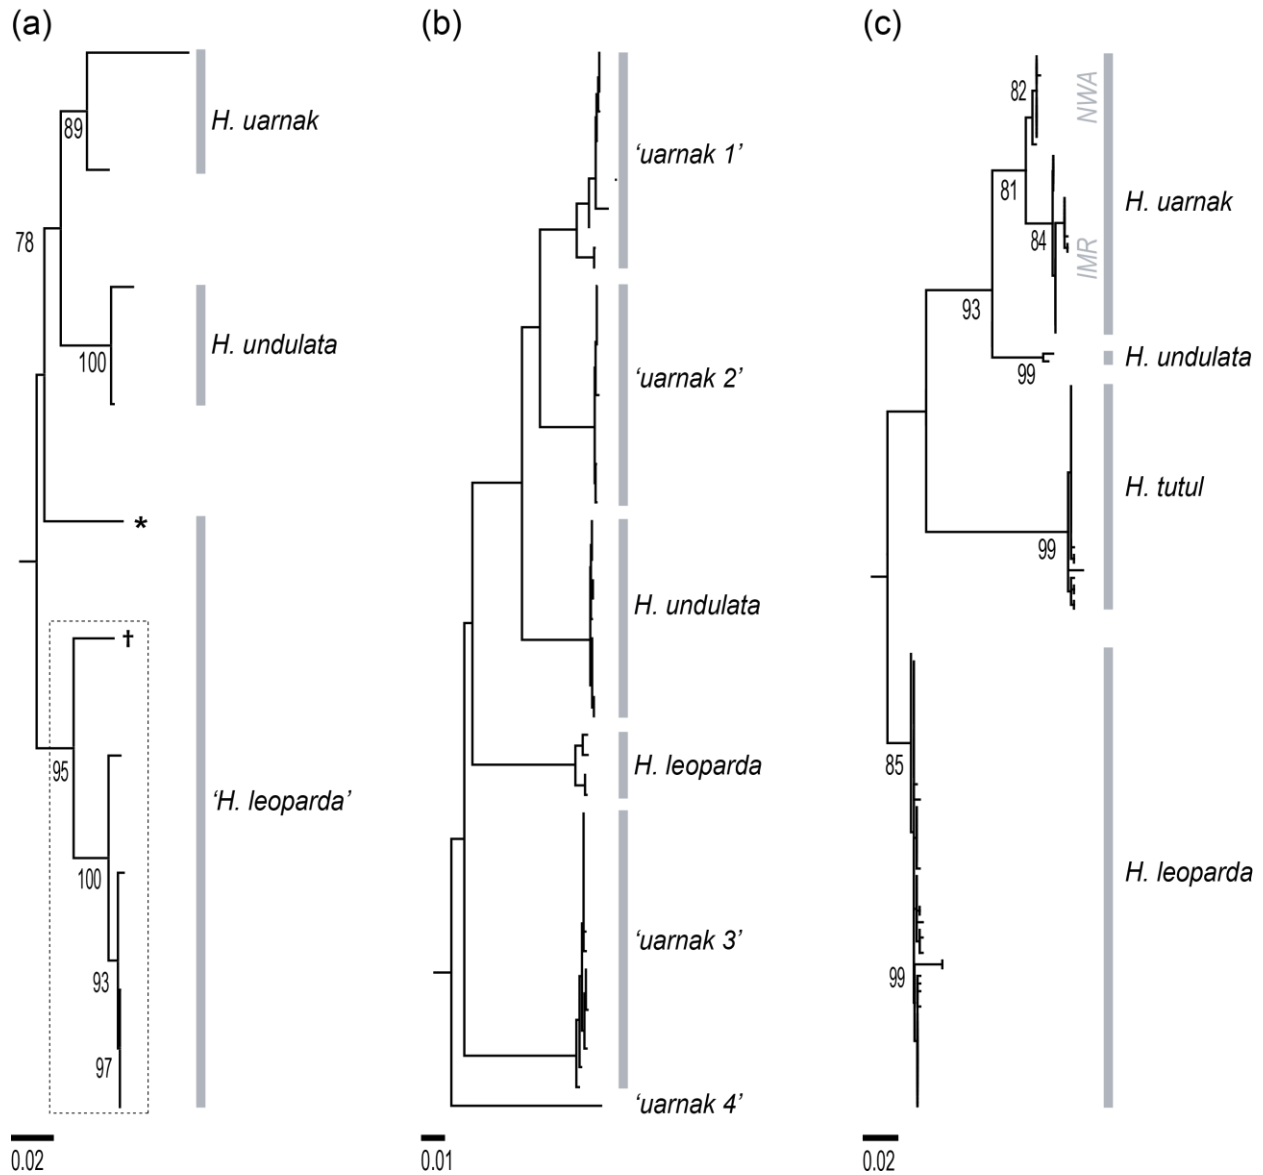 (a)
89
H. uarnak
78
100
H. undulata
*
†
95
100
93
97
'H. leoparda'
0.02
(b)
'uarnak 1'
'uarnak 2'
H. undulata
H. leoparda
'uarnak 3'
'uarnak 4'
0.01
(c)
82
NWA
81
H. uarnak
84
IMR
93
H. undulata
99
H. tutul
99
85
H. leoparda
99
0.02